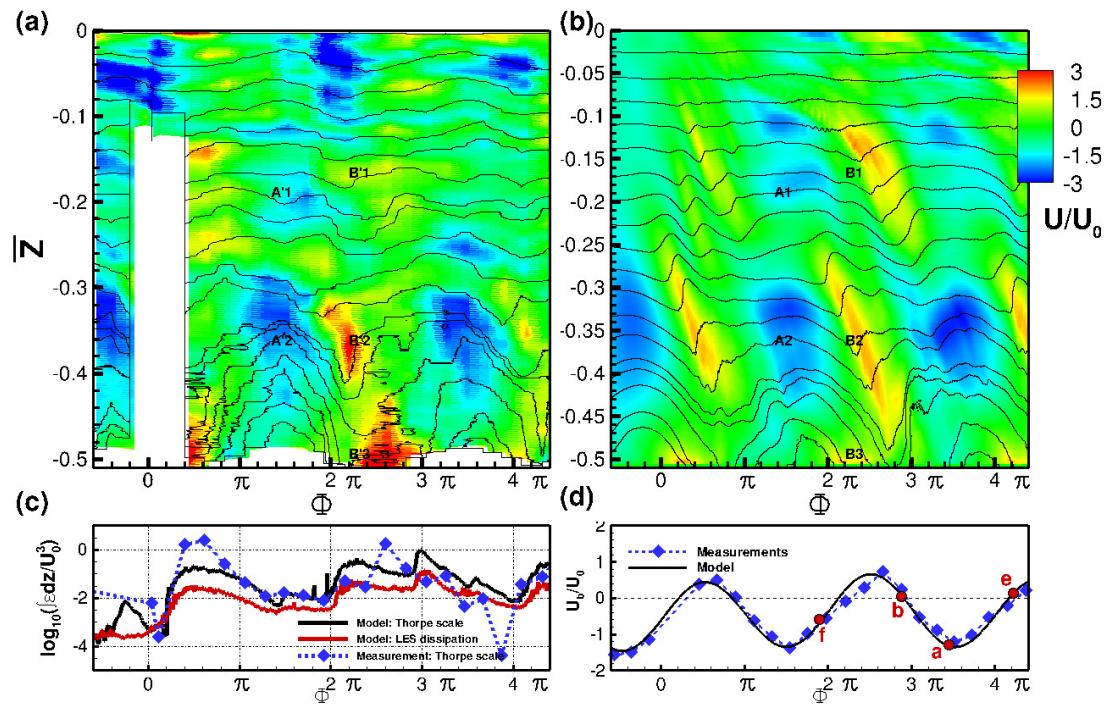 (a)
(b)
0
-0.1
-0.2
-0.3
-0.4
-0.5
Z
B'1
A'1
A'2
B'2
B'3
0 π 2 π 3 π 4 π
Φ
0
-0.05
-0.1
-0.15
-0.2
-0.25
-0.3
-0.35
-0.4
-0.45
-0.5
B1
A1
A2
B2
B3
0 π 2 π 3 π 4 π
Φ
3
1.5
0
-1.5
-3
U/U0
(c)
log10(∫εdz/U0^3)
0
-2
-4
Model: Thorpe scale
Model: LES dissipation
Measurement: Thorpe scale
0 π 2 π 3 π 4 π
Φ
(d)
Ub/U0
2
1
0
-1
-2
Measurements
Model
f
b
a
e
0 π 2 π 3 π 4 π
Φ